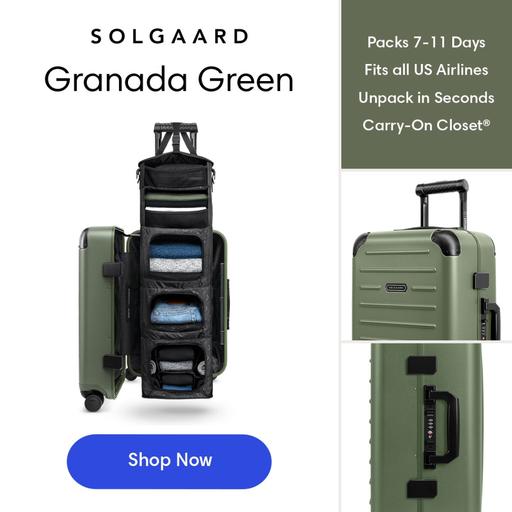 SOLGAARD
Granada Green
Packs 7-11 Days
Fits all US Airlines
Unpack in Seconds
Carry-On Closet®
SOLGAARD
Shop Now